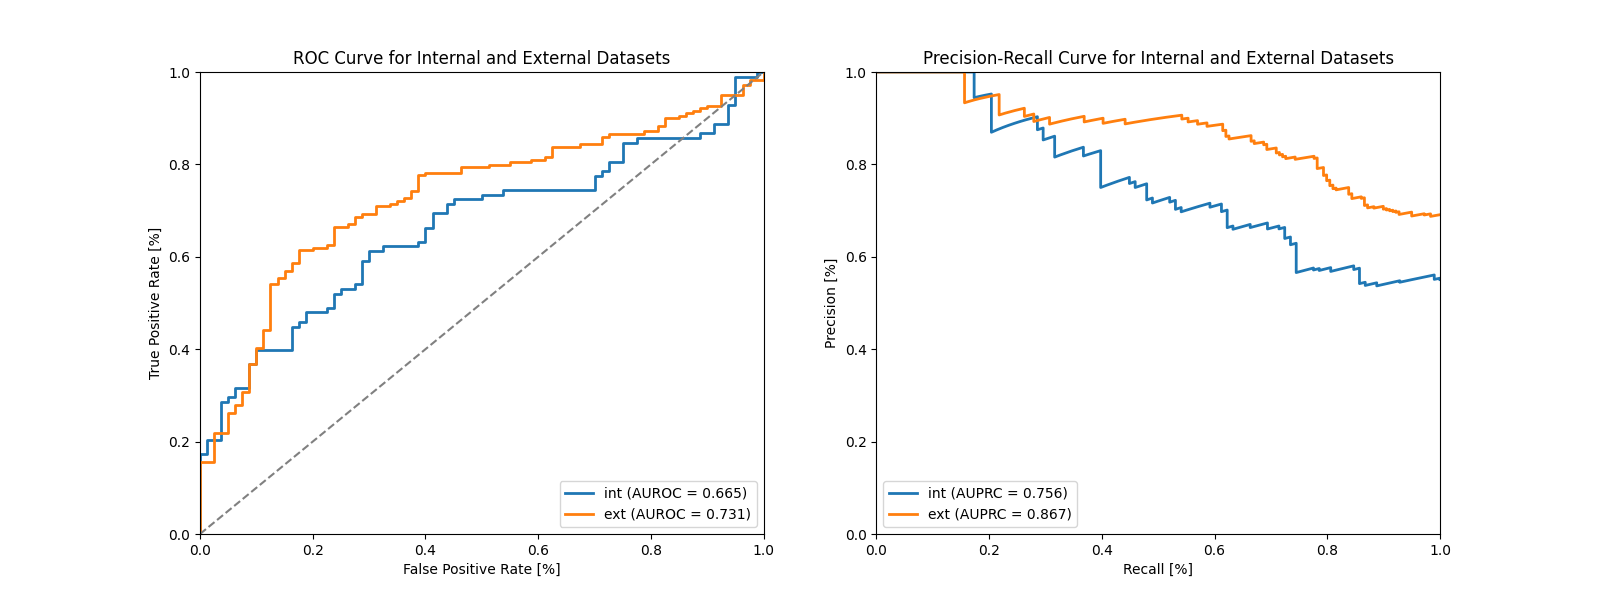 ROC Curve for Internal and External Datasets
1.0
0.8
0.6
0.4
0.2
0.0
True Positive Rate [%]
0.0 0.2 0.4 0.6 0.8 1.0
False Positive Rate [%]
int (AUROC = 0.665)
ext (AUROC = 0.731)
Precision-Recall Curve for Internal and External Datasets
1.0
0.8
0.6
0.4
0.2
0.0
Precision [%]
0.0 0.2 0.4 0.6 0.8 1.0
Recall [%]
int (AUPRC = 0.756)
ext (AUPRC = 0.867)